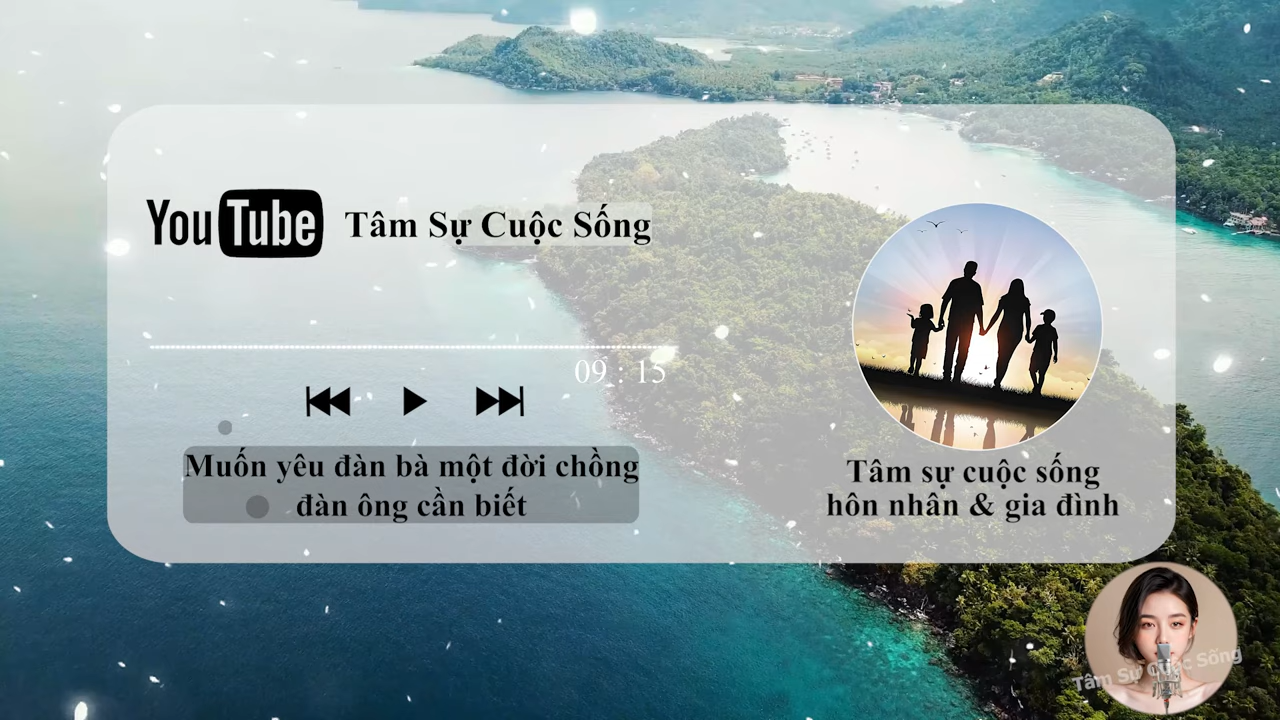 YouTube Tâm Sự Cuộc Sống
09 : 15
Muốn yêu đàn bà một đời chồng
đàn ông cần biết
Tâm sự cuộc sống
hôn nhân & gia đình
Tâm Sự Cuộc Sống